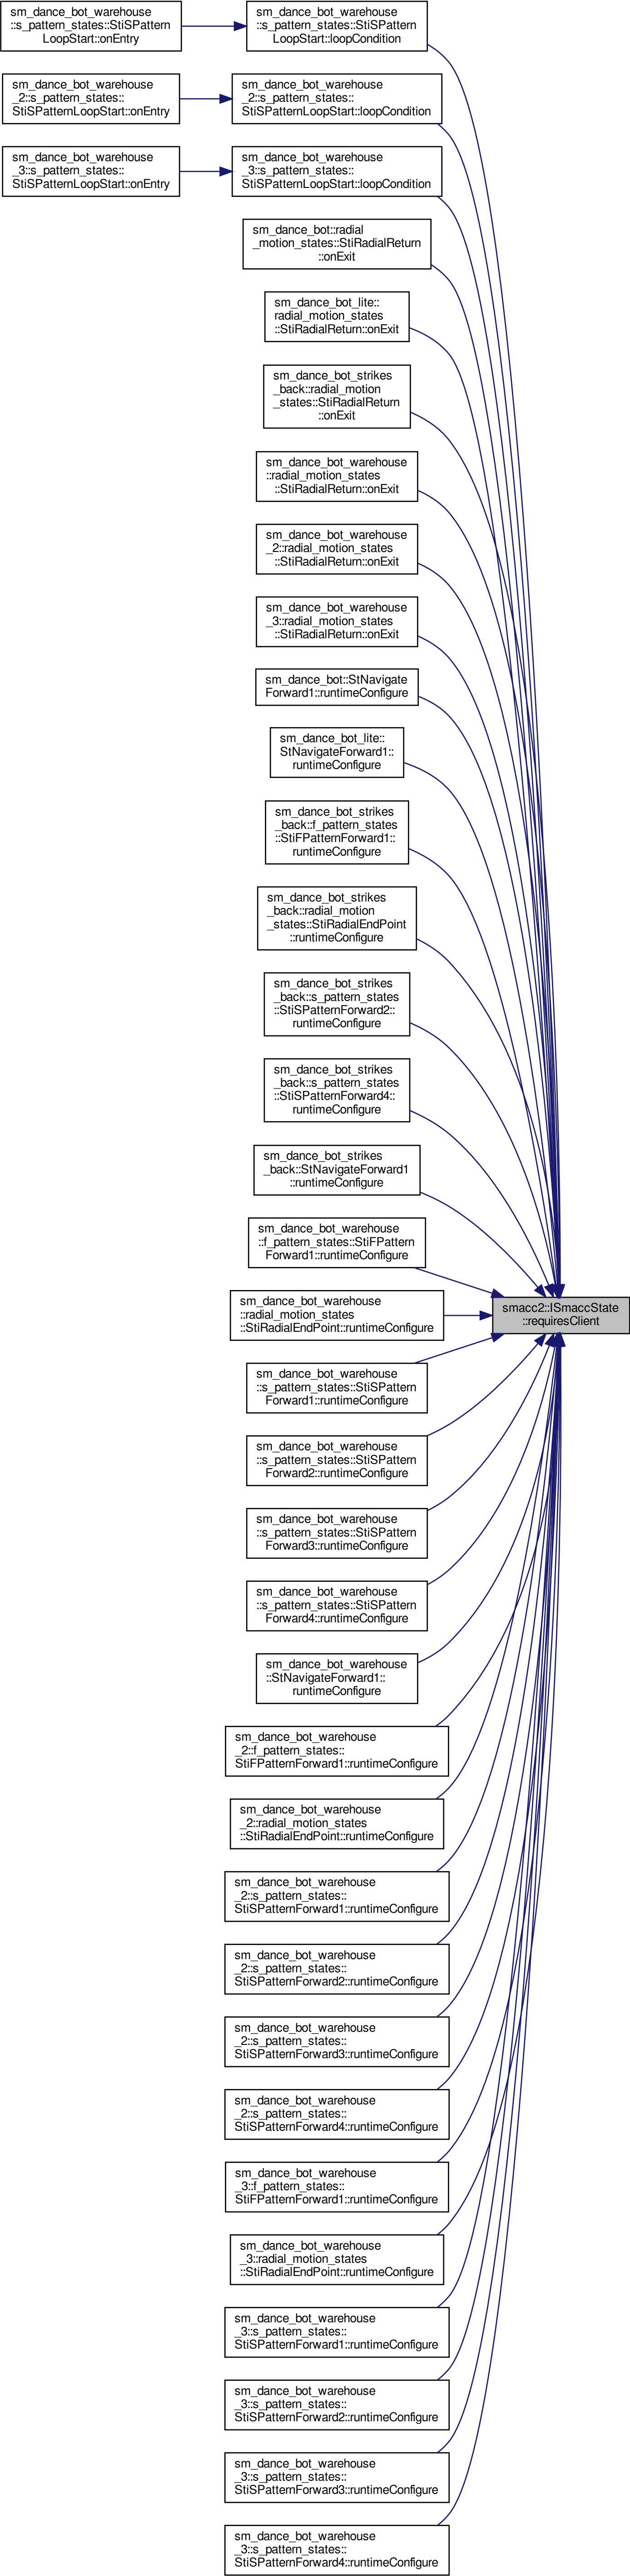 sm_dance_bot_warehouse
::s_pattern_states::StiSPattern
LoopStart::onEntry
sm_dance_bot_warehouse
::s_pattern_states::StiSPattern
LoopStart::loopCondition
sm_dance_bot_warehouse
_2::s_pattern_states::
StiSPatternLoopStart::onEntry
sm_dance_bot_warehouse
_2::s_pattern_states::
StiSPatternLoopStart::loopCondition
sm_dance_bot_warehouse
_3::s_pattern_states::
StiSPatternLoopStart::onEntry
sm_dance_bot_warehouse
_3::s_pattern_states::
StiSPatternLoopStart::loopCondition
sm_dance_bot::radial
_motion_states::StiRadialReturn
::onExit
sm_dance_bot_lite::
radial_motion_states
::StiRadialReturn::onExit
sm_dance_bot_strikes
_back::radial_motion
_states::StiRadialReturn
::onExit
sm_dance_bot_warehouse
::radial_motion_states
::StiRadialReturn::onExit
sm_dance_bot_warehouse
_2::radial_motion_states
::StiRadialReturn::onExit
sm_dance_bot_warehouse
_3::radial_motion_states
::StiRadialReturn::onExit
sm_dance_bot::StNavigate
Forward1::runtimeConfigure
sm_dance_bot_lite::
StNavigateForward1::
runtimeConfigure
sm_dance_bot_strikes
_back::f_pattern_states
::StiFPatternForward1::
runtimeConfigure
sm_dance_bot_strikes
_back::radial_motion
_states::StiRadialEndPoint
::runtimeConfigure
sm_dance_bot_strikes
_back::s_pattern_states
::StiSPatternForward2::
runtimeConfigure
sm_dance_bot_strikes
_back::s_pattern_states
::StiSPatternForward4::
runtimeConfigure
sm_dance_bot_strikes
_back::StNavigateForward1
::runtimeConfigure
sm_dance_bot_warehouse
::f_pattern_states::StiFPattern
Forward1::runtimeConfigure
smacc2::ISmaccState
::requiresClient
sm_dance_bot_warehouse
::radial_motion_states
::StiRadialEndPoint::runtimeConfigure
sm_dance_bot_warehouse
::s_pattern_states::StiSPattern
Forward1::runtimeConfigure
sm_dance_bot_warehouse
::s_pattern_states::StiSPattern
Forward2::runtimeConfigure
sm_dance_bot_warehouse
::s_pattern_states::StiSPattern
Forward3::runtimeConfigure
sm_dance_bot_warehouse
::s_pattern_states::StiSPattern
Forward4::runtimeConfigure
sm_dance_bot_warehouse
::StNavigateForward1::
runtimeConfigure
sm_dance_bot_warehouse
_2::f_pattern_states::
StiFPatternForward1::runtimeConfigure
sm_dance_bot_warehouse
_2::radial_motion_states
::StiRadialEndPoint::runtimeConfigure
sm_dance_bot_warehouse
_2::s_pattern_states::
StiSPatternForward1::runtimeConfigure
sm_dance_bot_warehouse
_2::s_pattern_states::
StiSPatternForward2::runtimeConfigure
sm_dance_bot_warehouse
_2::s_pattern_states::
StiSPatternForward3::runtimeConfigure
sm_dance_bot_warehouse
_2::s_pattern_states::
StiSPatternForward4::runtimeConfigure
sm_dance_bot_warehouse
_3::f_pattern_states::
StiFPatternForward1::runtimeConfigure
sm_dance_bot_warehouse
_3::radial_motion_states
::StiRadialEndPoint::runtimeConfigure
sm_dance_bot_warehouse
_3::s_pattern_states::
StiSPatternForward1::runtimeConfigure
sm_dance_bot_warehouse
_3::s_pattern_states::
StiSPatternForward2::runtimeConfigure
sm_dance_bot_warehouse
_3::s_pattern_states::
StiSPatternForward3::runtimeConfigure
sm_dance_bot_warehouse
_3::s_pattern_states::
StiSPatternForward4::runtimeConfigure